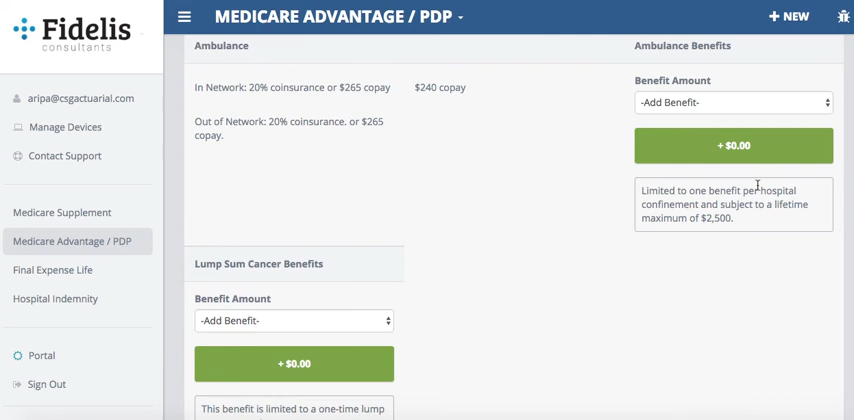 Fidelis
consultants
MEDICARE ADVANTAGE / PDP
+ NEW
aripa@csgactuarial.com
Manage Devices
Contact Support
Medicare Supplement
Medicare Advantage / PDP
Final Expense Life
Hospital Indemnity
Portal
Sign Out
Ambulance
In Network: 20% coinsurance or $265 copay
$240 copay
Out of Network: 20% coinsurance. or $265
copay.
Ambulance Benefits
Benefit Amount
-Add Benefit-
+ $0.00
Limited to one benefit per hospital
confinement and subject to a lifetime
maximum of $2,500.
Lump Sum Cancer Benefits
Benefit Amount
-Add Benefit-
+ $0.00
This benefit is limited to a one-time lump